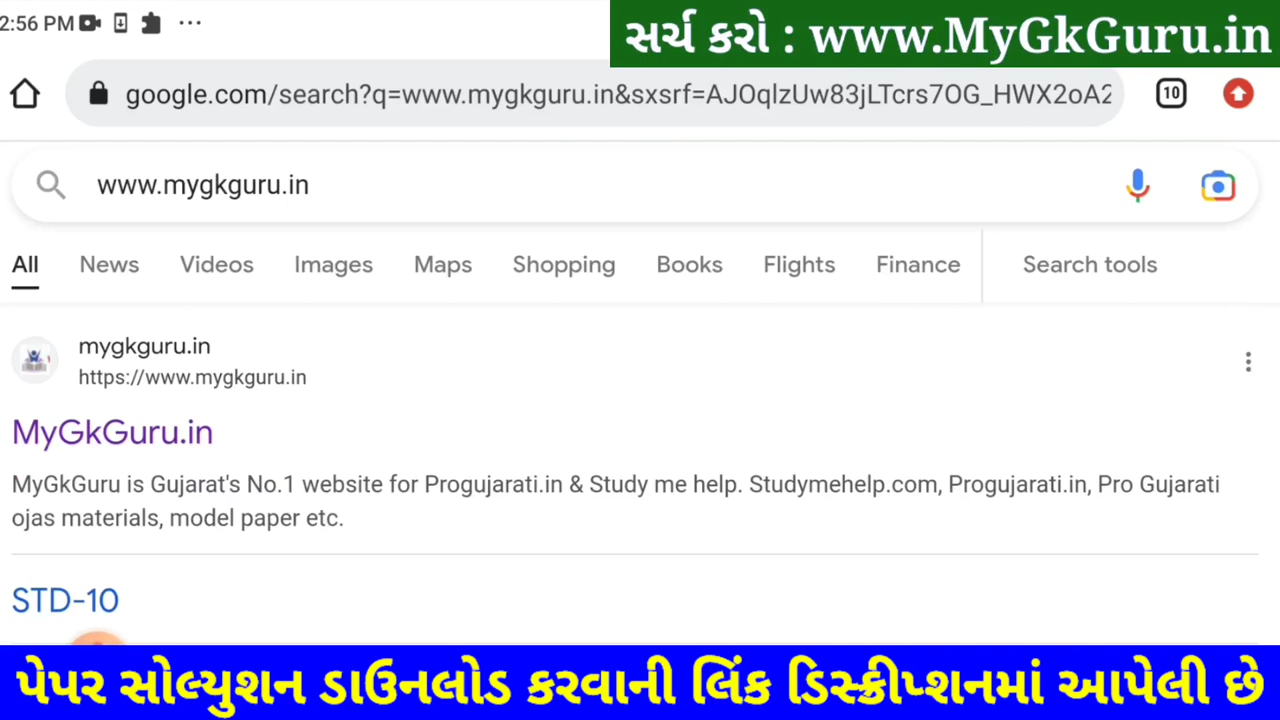 2:56 PM
સર્ચ કરો : www.MyGkGuru.in
google.com/search?q=www.mygkguru.in&sxsrf=AJOqlzUw83jLTcrs7OG_HWX2oA2
10
www.mygkguru.in
All News Videos Images Maps Shopping Books Flights Finance Search tools
mygkguru.in
https://www.mygkguru.in
MyGkGuru.in
MyGkGuru is Gujarat's No.1 website for Progujarati.in & Study me help. Studymehelp.com, Progujarati.in, Pro Gujarati
ojas materials, model paper etc.
STD-10
પેપર સોલ્યુશન ડાઉનલોડ કરવાની લિંક ડિસ્ક્રીપ્શનમાં આપેલી છે